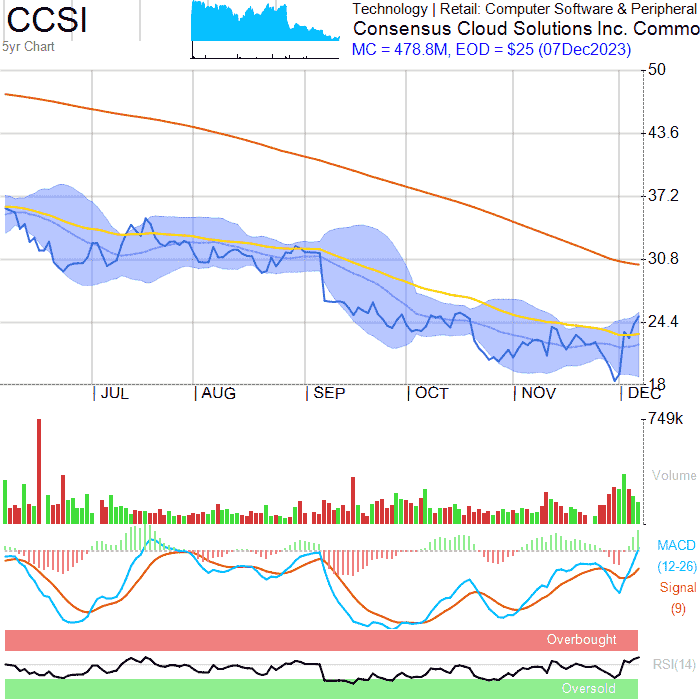 CCSI
5yr Chart
Technology | Retail: Computer Software & Peripheral
Consensus Cloud Solutions Inc. Commo
MC = 478.8M, EOD = $25 (07Dec2023)
50
43.6
37.2
30.8
24.4
18
JUL AUG SEP OCT NOV DEC
749k
Volume
MACD
(12-26)
Signal
(9)
Overbought
RSI(14)
Oversold